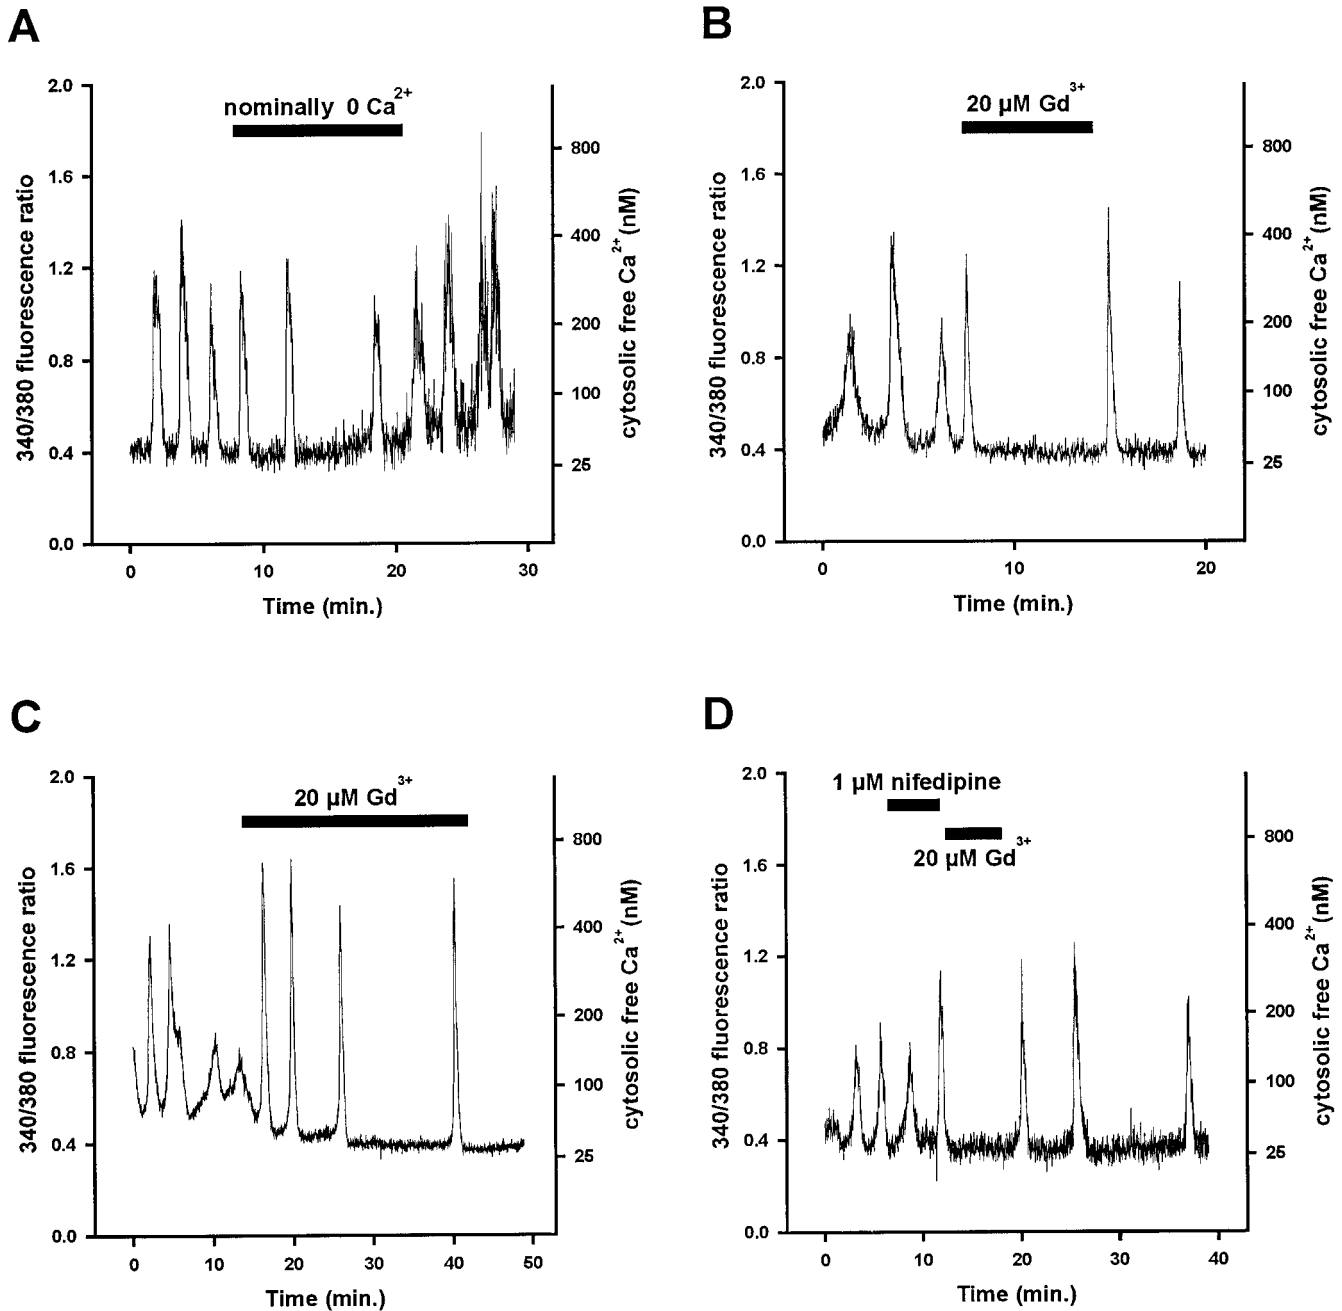 A
nominally 0 Ca2+
340/380 fluorescence ratio
2.0
1.6
1.2
0.8
0.4
0.0
800
400
200
100
25
cytosolic free Ca2+ (nM)
0 10 20 30
Time (min.)
B
20 µM Gd3+
340/380 fluorescence ratio
2.0
1.6
1.2
0.8
0.4
0.0
800
400
200
100
25
cytosolic free Ca2+ (nM)
0 10 20
Time (min.)
C
20 µM Gd3+
340/380 fluorescence ratio
2.0
1.6
1.2
0.8
0.4
0.0
800
400
200
100
25
cytosolic free Ca2+ (nM)
0 10 20 30 40 50
Time (min.)
D
1 µM nifedipine
20 µM Gd3+
340/380 fluorescence ratio
2.0
1.6
1.2
0.8
0.4
0.0
800
400
200
100
25
cytosolic free Ca2+ (nM)
0 10 20 30 40
Time (min.)